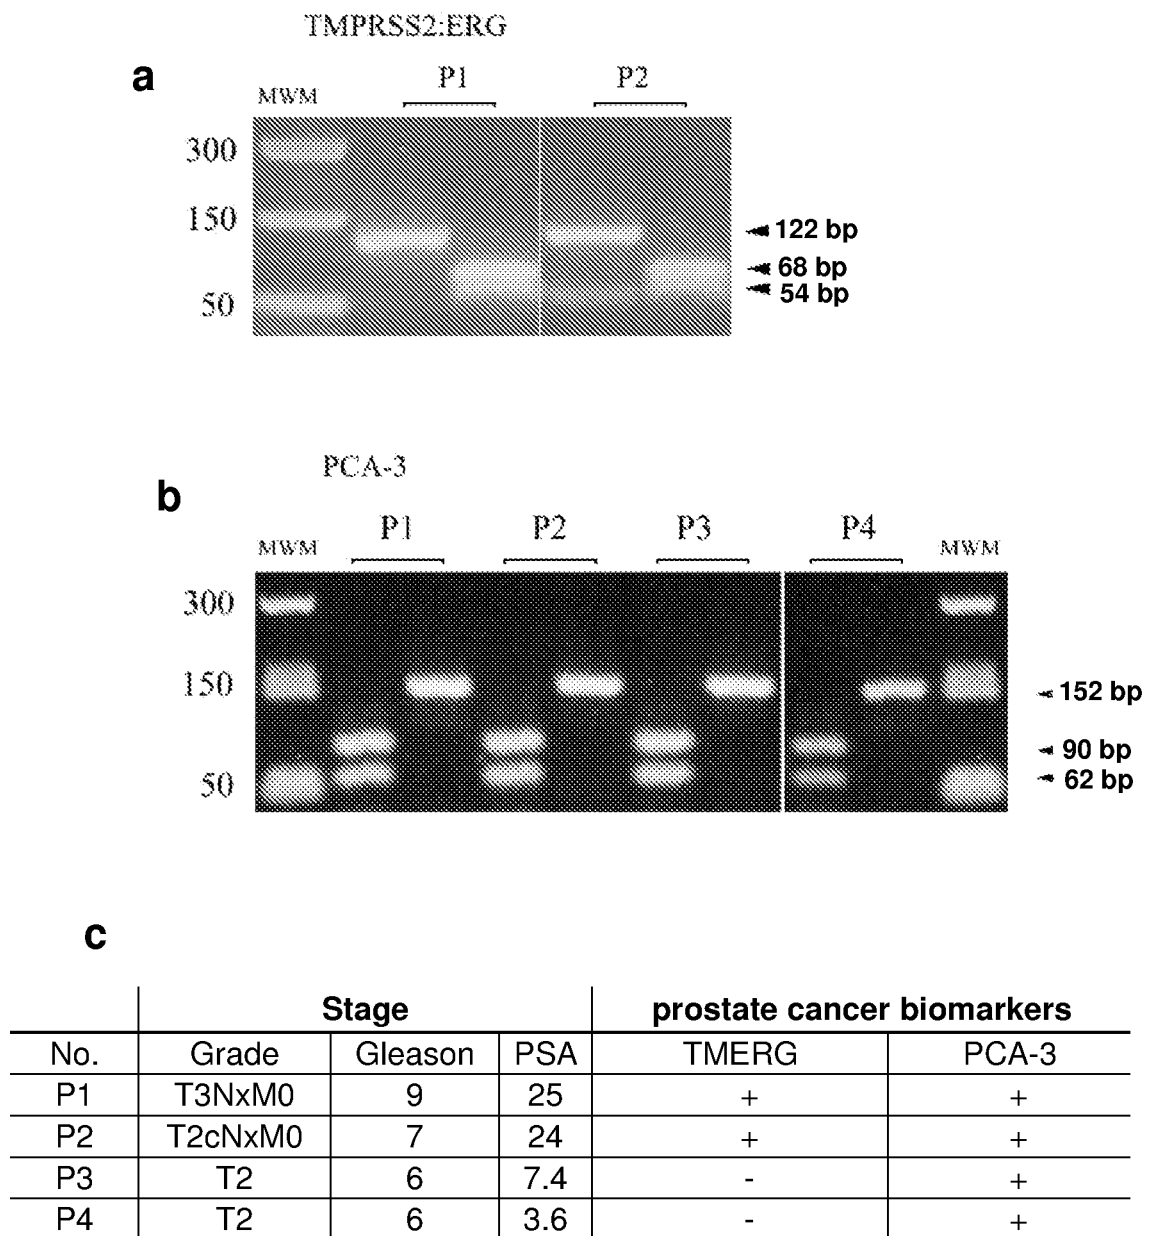 TMPRSS2:ERG
a
MWM P1 P2
300
150
50
122 bp
68 bp
54 bp
PCA-3
b
MWM P1 P2 P3 P4 MWM
300
150
50
152 bp
90 bp
62 bp
c
Stage prostate cancer biomarkers
No. Grade Gleason PSA TMERG PCA-3
P1 T3NxM0 9 25 + +
P2 T2cNxM0 7 24 + +
P3 T2 6 7.4 - +
P4 T2 6 3.6 - +